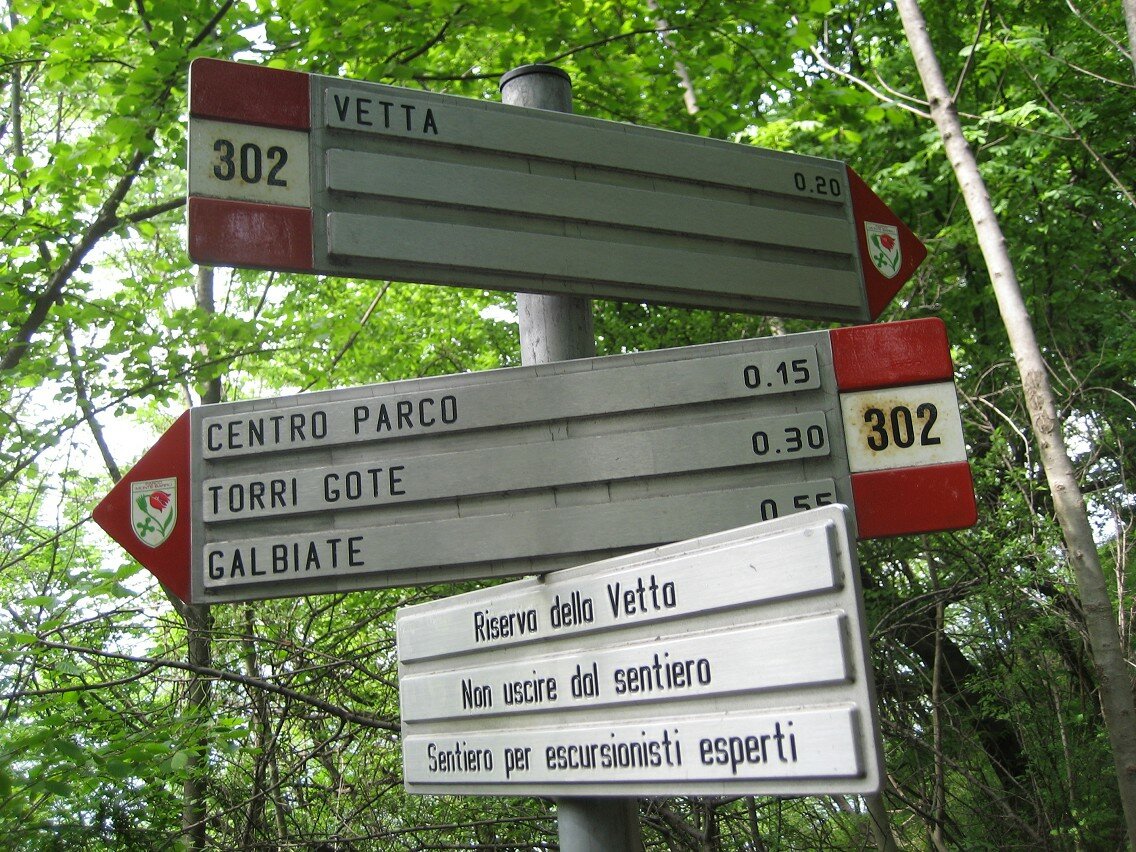 VETTA
302
0.20
CENTRO PARCO 0.15
302
TORRI GOTE 0.30
GALBIATE 0.55
Riserva della Vetta
Non uscire dal sentiero
Sentiero per escursionisti esperti